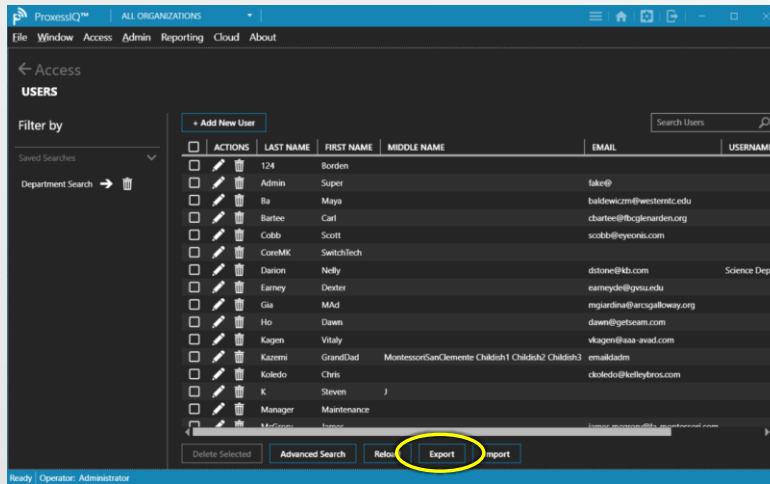 ProxessIQ™ ALL ORGANIZATIONS
File Window Access Admin Reporting Cloud About
Access
USERS
Filter by
Saved Searches
Department Search
+ Add New User
Search Users
ACTIONS LAST NAME FIRST NAME MIDDLE NAME EMAIL USERNAME
124 Borden
Admin Super fake@
Ba Maya baldewiczm@westerntc.edu
Bartee Carl cbartee@fbcglenarden.org
Cobb Scott scobb@eyeonis.com
CoreMK SwitchTech
Darion Nelly dstone@kb.com Science Dep
Earney Dexter earneyde@gvsu.edu
Gia MAd mgiardina@arcsgalloway.org
Ho Dawn dawn@getseam.com
Kagen Vitaly vkagen@aaa-avad.com
Kazemi GrandDad MontessoriSanClemente Childish1 Childish2 Childish3 emaildadm
Koledo Chris ckoledo@kelleybros.com
K Steven J
Manager Maintenance
McGrory James
Delete Selected Advanced Search Reload Export Import
Ready Operator: Administrator